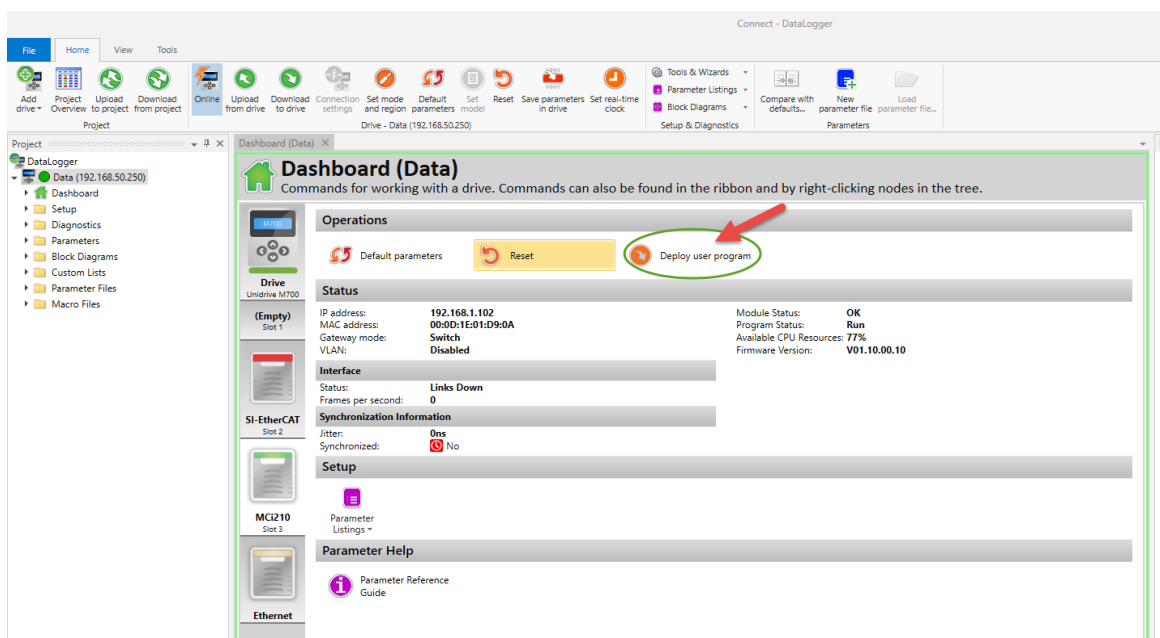 Connect - DataLogger
File Home View Tools
Add drive
Project Overview
Upload to project
Download from project
Online
Upload from drive
Download to drive
Connection settings
Set mode and region
Default parameters
Set model
Reset
Save parameters in drive
Set real-time clock
Tools & Wizards
Parameter Listings
Block Diagrams
Compare with defaults...
New parameter file
Load parameter file...
Project
Drive - Data (192.168.50.250)
Setup & Diagnostics
Parameters
Project
DataLogger
Data (192.168.50.250)
Dashboard
Setup
Diagnostics
Parameters
Block Diagrams
Custom Lists
Parameter Files
Macro Files
Dashboard (Data)
Dashboard (Data)
Commands for working with a drive. Commands can also be found in the ribbon and by right-clicking nodes in the tree.
M700
Drive
Unidrive M700
(Empty)
Slot 1
SI-EtherCAT
Slot 2
MCi210
Slot 3
Ethernet
Operations
Default parameters
Reset
Deploy user program
Status
IP address: 192.168.1.102
MAC address: 00:0D:1E:01:D9:0A
Gateway mode: Switch
VLAN: Disabled
Module Status: OK
Program Status: Run
Available CPU Resources: 77%
Firmware Version: V01.10.00.10
Interface
Status: Links Down
Frames per second: 0
Synchronization Information
Jitter: 0ns
Synchronized: No
Setup
Parameter
Listings
Parameter Help
Parameter Reference
Guide